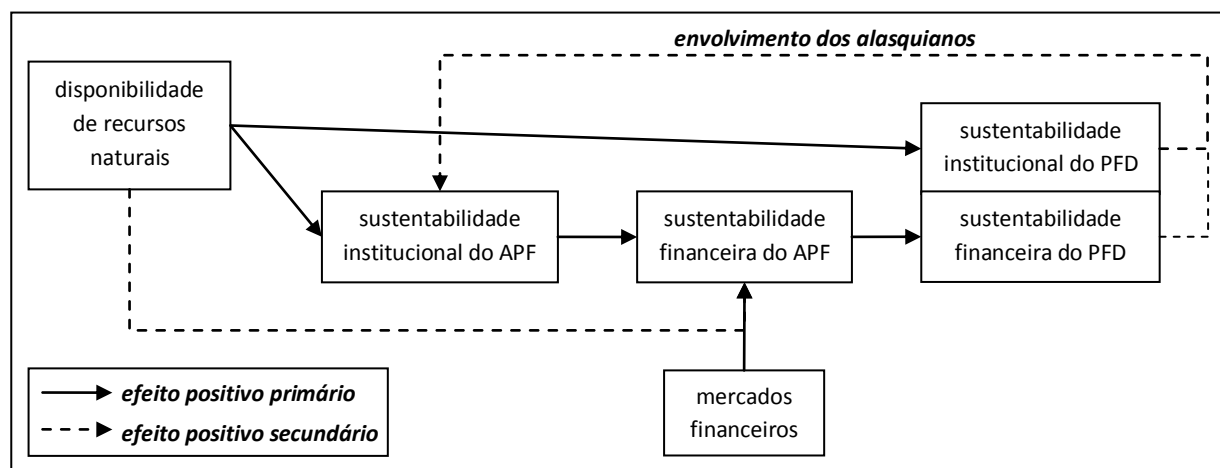 envolvimento dos alasquianos
disponibilidade
de recursos
naturais
sustentabilidade
institucional do PFD
sustentabilidade
institucional do APF
sustentabilidade
financeira do APF
sustentabilidade
financeira do PFD
efeito positivo primário
efeito positivo secundário
mercados
financeiros